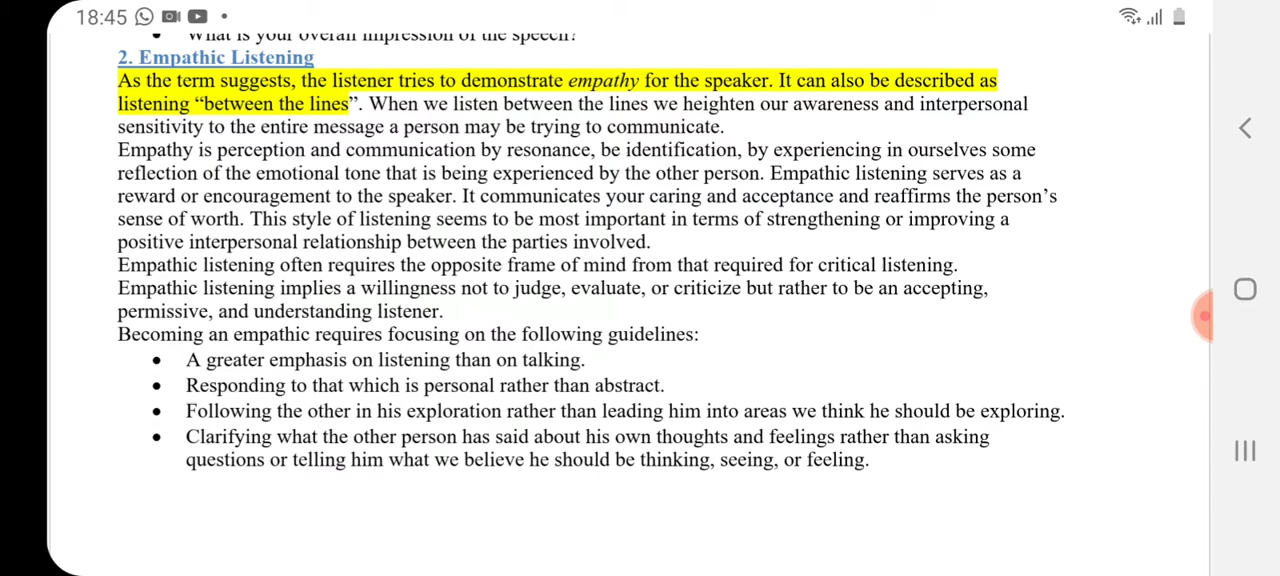 18:45
What is your overall impression of the speech?
2. Empathic Listening
As the term suggests, the listener tries to demonstrate empathy for the speaker. It can also be described as
listening “between the lines”. When we listen between the lines we heighten our awareness and interpersonal
sensitivity to the entire message a person may be trying to communicate.
Empathy is perception and communication by resonance, be identification, by experiencing in ourselves some
reflection of the emotional tone that is being experienced by the other person. Empathic listening serves as a
reward or encouragement to the speaker. It communicates your caring and acceptance and reaffirms the person’s
sense of worth. This style of listening seems to be most important in terms of strengthening or improving a
positive interpersonal relationship between the parties involved.
Empathic listening often requires the opposite frame of mind from that required for critical listening.
Empathic listening implies a willingness not to judge, evaluate, or criticize but rather to be an accepting,
permissive, and understanding listener.
Becoming an empathic requires focusing on the following guidelines:
• A greater emphasis on listening than on talking.
• Responding to that which is personal rather than abstract.
• Following the other in his exploration rather than leading him into areas we think he should be exploring.
• Clarifying what the other person has said about his own thoughts and feelings rather than asking
questions or telling him what we believe he should be thinking, seeing, or feeling.